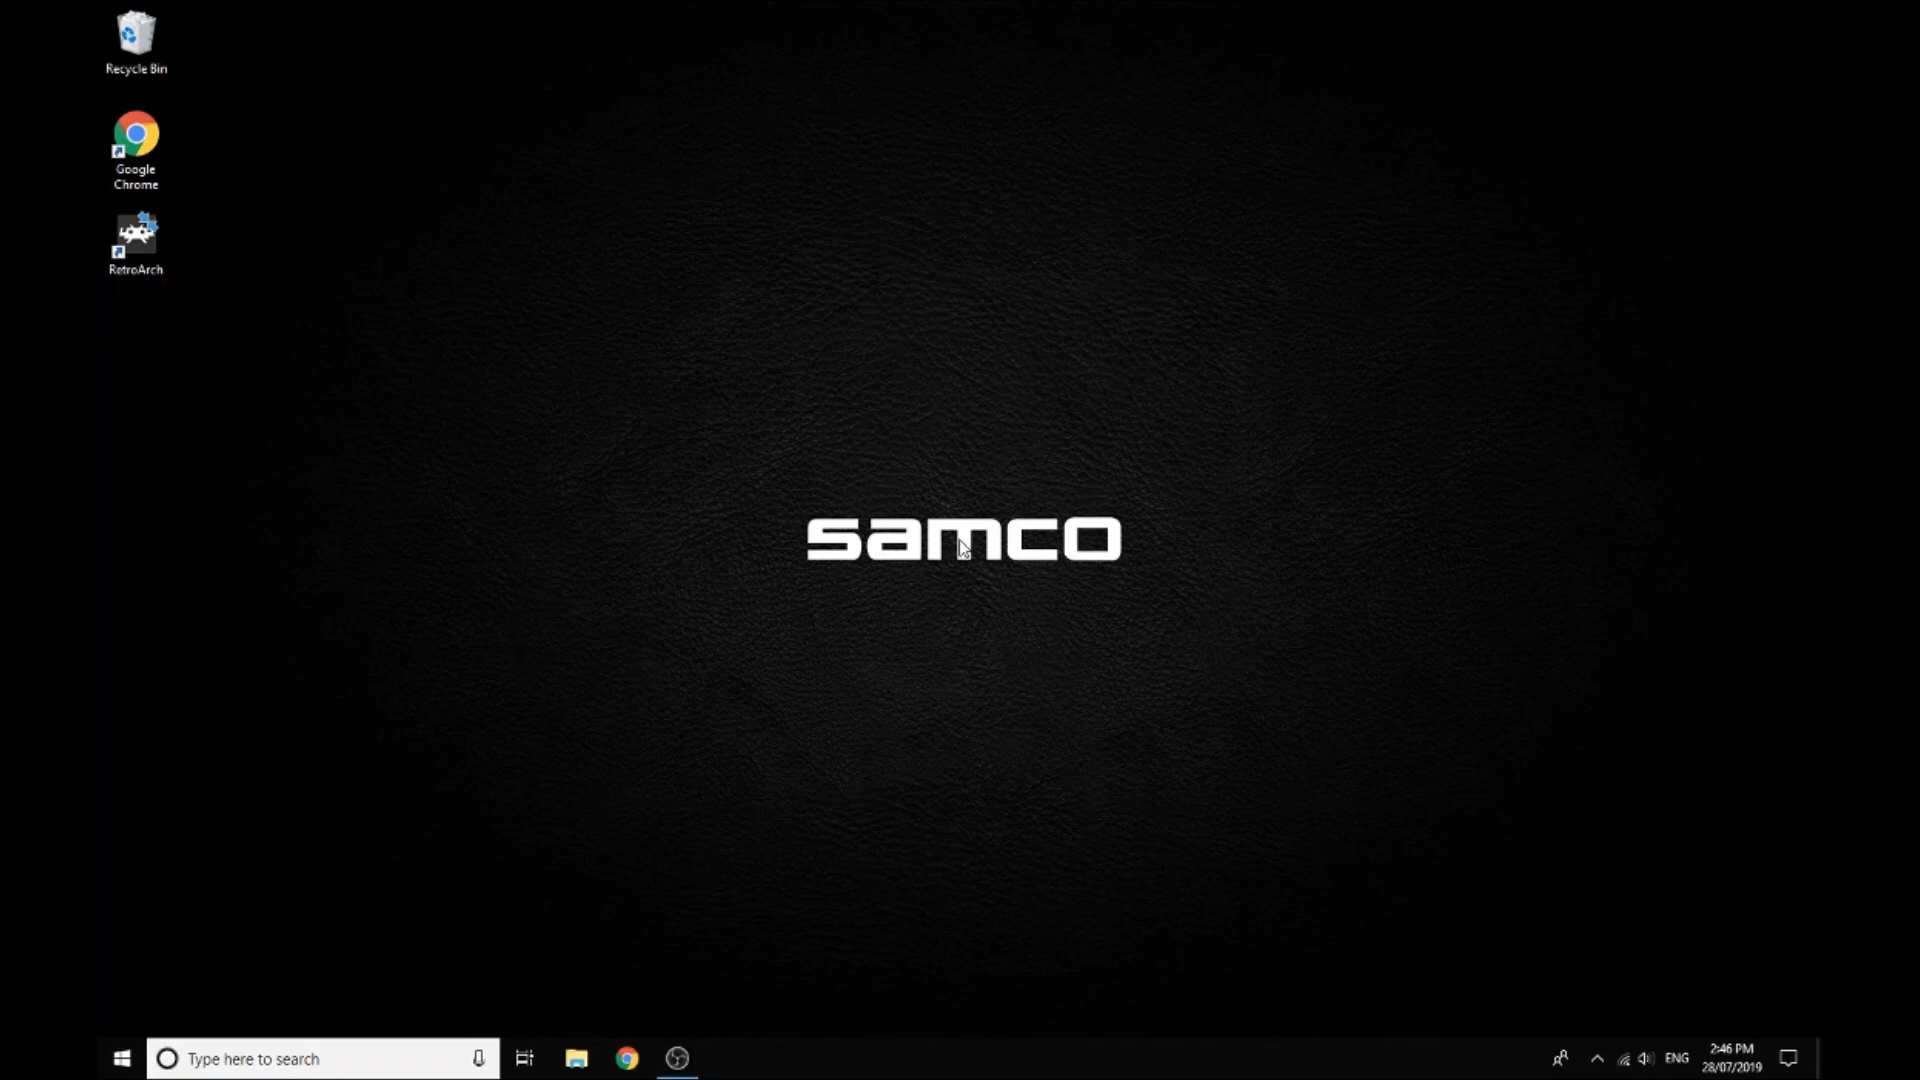 Recycle Bin
Google
Chrome
RetroArch
samco
Type here to search
ENG
2:46 PM
28/07/2019